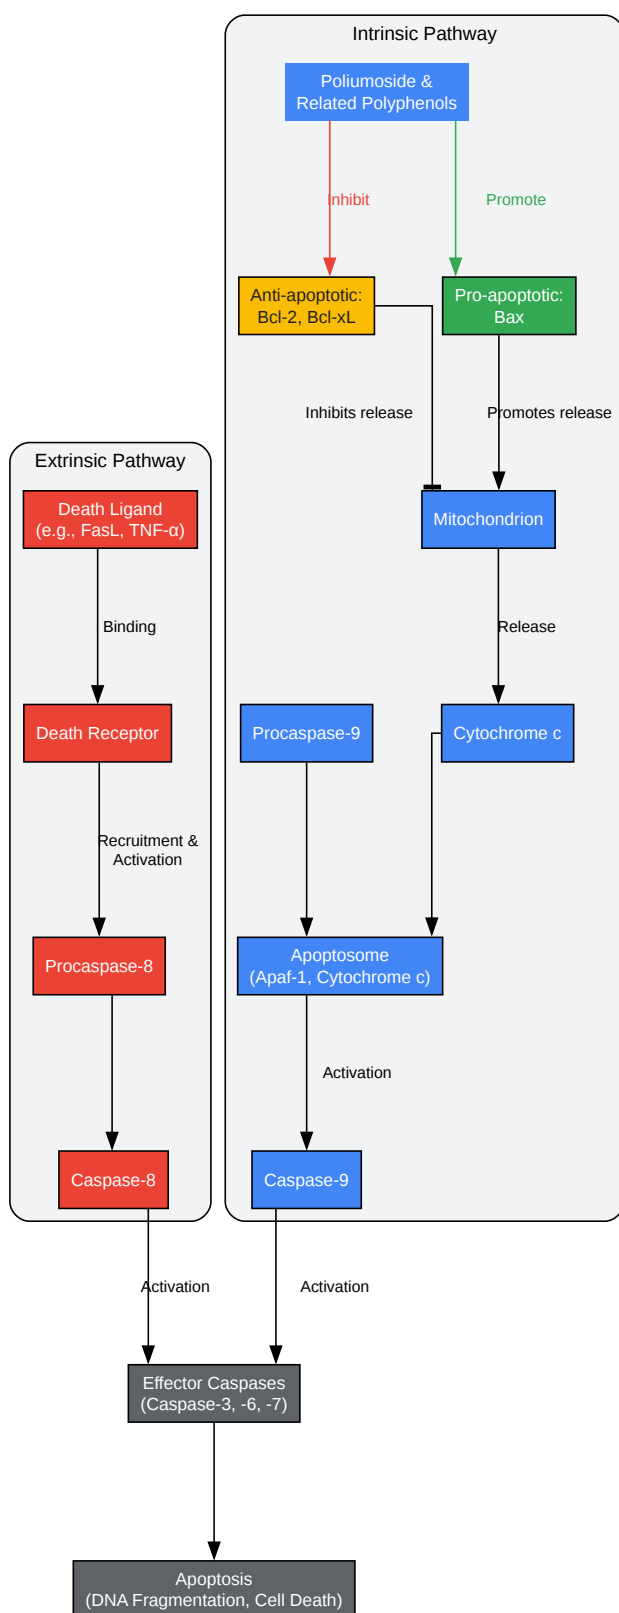 Intrinsic Pathway
Poliumoside &
Related Polyphenols
Inhibit
Promote
Anti-apoptotic:
Bcl-2, Bcl-xL
Pro-apoptotic:
Bax
Inhibits release
Promotes release
Extrinsic Pathway
Death Ligand
(e.g., FasL, TNF-α)
Mitochondrion
Binding
Release
Death Receptor
Procaspase-9
Cytochrome c
Recruitment &
Activation
Procaspase-8
Apoptosome
(Apaf-1, Cytochrome c)
Activation
Caspase-8
Caspase-9
Activation
Activation
Effector Caspases
(Caspase-3, -6, -7)
Apoptosis
(DNA Fragmentation, Cell Death)